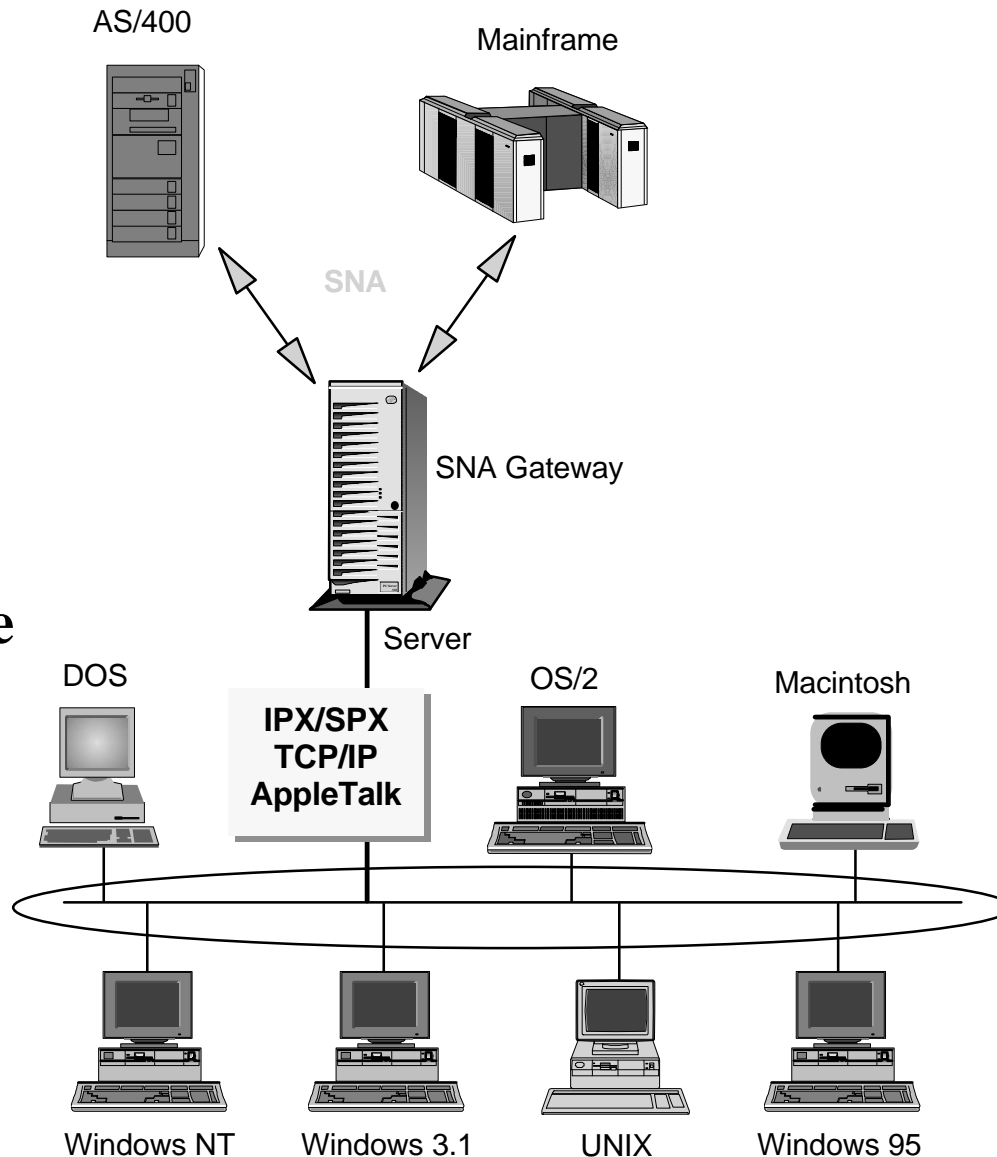 AS/400
Mainframe
SNA
SNA Gateway
Server
e
DOS
OS/2
Macintosh
IPX/SPX
TCP/IP
AppleTalk
Windows NT
Windows 3.1
UNIX
Windows 95